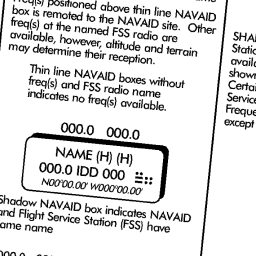 Freq(s) positioned above thin line NAVAID
box is remoted to the NAVAID site. Other
freq(s) at the named FSS radio are
available, however, altitude and terrain
may determine their reception.
Thin line NAVAID boxes without
freq(s) and FSS radio name
indicates no freq(s) available.
000.0 000.0
NAME (H) (H)
000.0 IDD 000
N00°00.00' W000°00.00'
Shadow NAVAID box indicates NAVAID
and Flight Service Station (FSS) have
same name
SHA
Static
availa
shown
Certai
Service
Freque
except